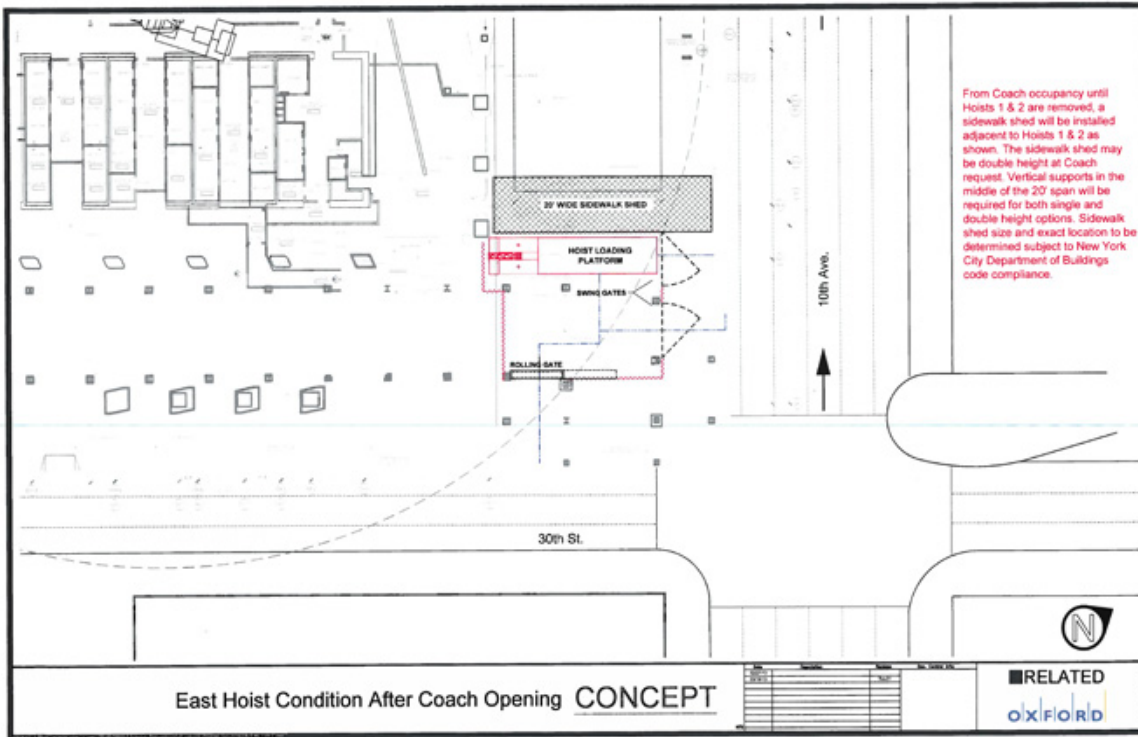 From Coach occupancy until
Hoists 1 & 2 are removed, a
sidewalk shed will be installed
adjacent to Hoists 1 & 2 as
shown. The sidewalk shed may
be double height at Coach
request. Vertical supports in the
middle of the 20' span will be
required for both single and
double height options. Sidewalk
shed size and exact location to be
determined subject to New York
City Department of Buildings
code compliance.
20' WIDE SIDEWALK SHED
HOIST LOADING
PLATFORM
SWING GATES
10th Ave.
ROLLING GATE
30th St.
N
East Hoist Condition After Coach Opening CONCEPT
RELATED
OXFORD